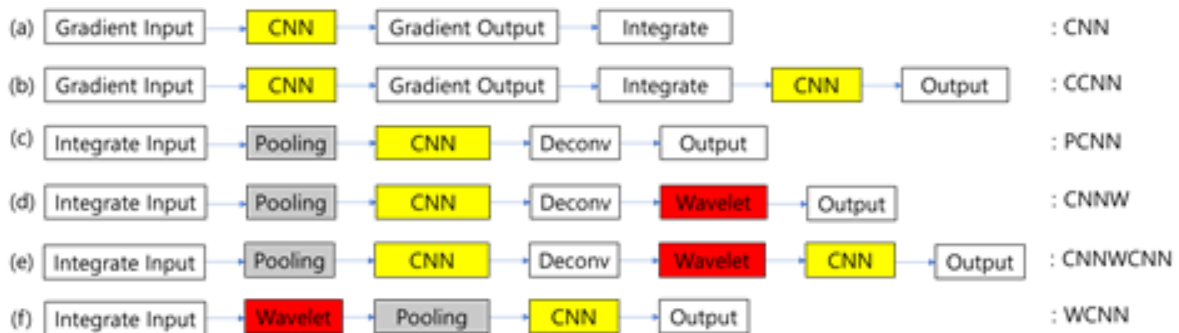 (a) Gradient Input CNN Gradient Output Integrate : CNN
(b) Gradient Input CNN Gradient Output Integrate CNN Output : CCNN
(c) Integrate Input Pooling CNN Deconv Output : PCNN
(d) Integrate Input Pooling CNN Deconv Wavelet Output : CNNW
(e) Integrate Input Pooling CNN Deconv Wavelet CNN Output : CNNWCNN
(f) Integrate Input Wavelet Pooling CNN Output : WCNN